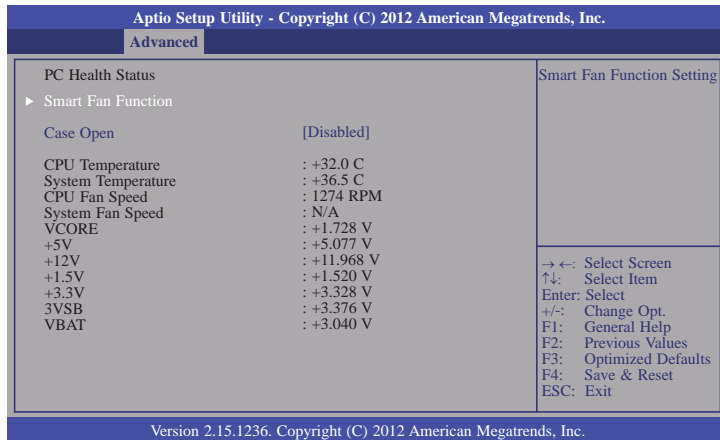 Aptio Setup Utility - Copyright (C) 2012 American Megatrends, Inc.
Advanced
PC Health Status
► Smart Fan Function
Case Open [Disabled]
CPU Temperature : +32.0 C
System Temperature : +36.5 C
CPU Fan Speed : 1274 RPM
System Fan Speed : N/A
VCORE : +1.728 V
+5V : +5.077 V
+12V : +11.968 V
+1.5V : +1.520 V
+3.3V : +3.328 V
3VSB : +3.376 V
VBAT : +3.040 V
Smart Fan Function Setting
→ ←: Select Screen
↑↓: Select Item
Enter: Select
+/-: Change Opt.
F1: General Help
F2: Previous Values
F3: Optimized Defaults
F4: Save & Reset
ESC: Exit
Version 2.15.1236. Copyright (C) 2012 American Megatrends, Inc.